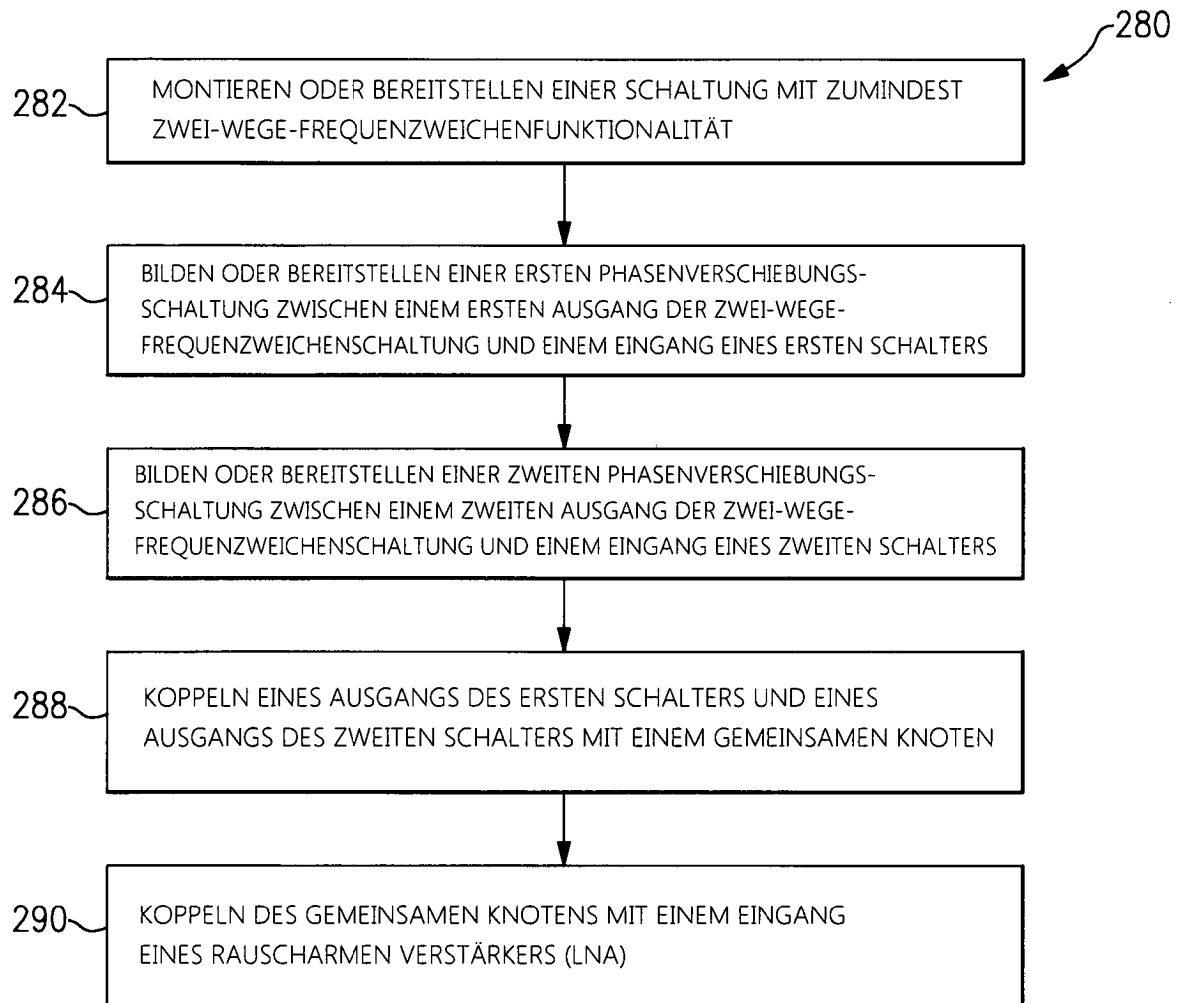 280
282
MONTIEREN ODER BEREITSTELLEN EINER SCHALTUNG MIT ZUMINDEST
ZWEI-WEGE-FREQUENZWEICHENFUNKTIONALITÄT
284
BILDEN ODER BEREITSTELLEN EINER ERSTEN PHASENVERSCHIEBUNGS-
SCHALTUNG ZWISCHEN EINEM ERSTEN AUSGANG DER ZWEI-WEGE-
FREQUENZWEICHENSCHALTUNG UND EINEM EINGANG EINES ERSTEN SCHALTERS
286
BILDEN ODER BEREITSTELLEN EINER ZWEITEN PHASENVERSCHIEBUNGS-
SCHALTUNG ZWISCHEN EINEM ZWEITEN AUSGANG DER ZWEI-WEGE-
FREQUENZWEICHENSCHALTUNG UND EINEM EINGANG EINES ZWEITEN SCHALTERS
288
KOPPELN EINES AUSGANGS DES ERSTEN SCHALTERS UND EINES
AUSGANGS DES ZWEITEN SCHALTERS MIT EINEM GEMEINSAMEN KNOTEN
290
KOPPELN DES GEMEINSAMEN KNOTENS MIT EINEM EINGANG
EINES RAUSCHARMEN VERSTÄRKERS (LNA)